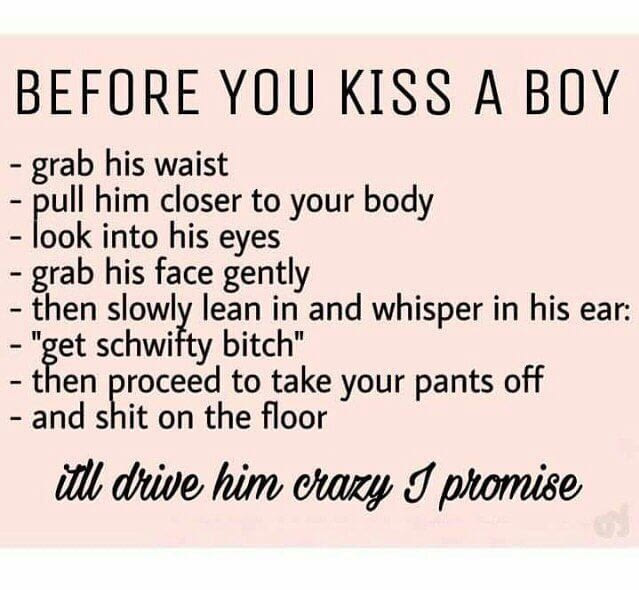 BEFORE YOU KISS A BOY
- grab his waist
- pull him closer to your body
- look into his eyes
- grab his face gently
- then slowly lean in and whisper in his ear:
- "get schwifty bitch"
- then proceed to take your pants off
- and shit on the floor
itll drive him crazy I promise